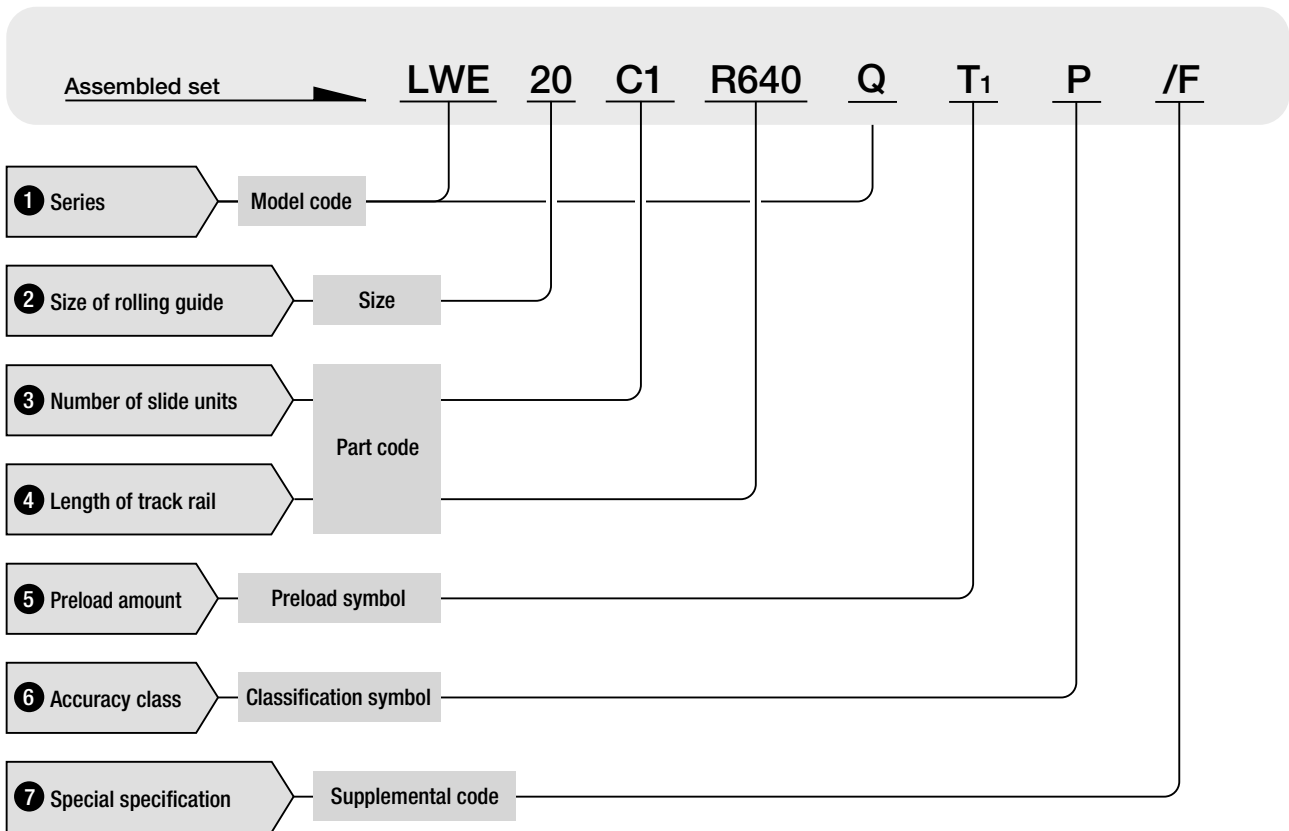 Assembled set LWE 20 C1 R640 Q T1 P /F
1 Series Model code
2 Size of rolling guide Size
3 Number of slide units
Part code
4 Length of track rail
5 Preload amount Preload symbol
6 Accuracy class Classification symbol
7 Special specification Supplemental code